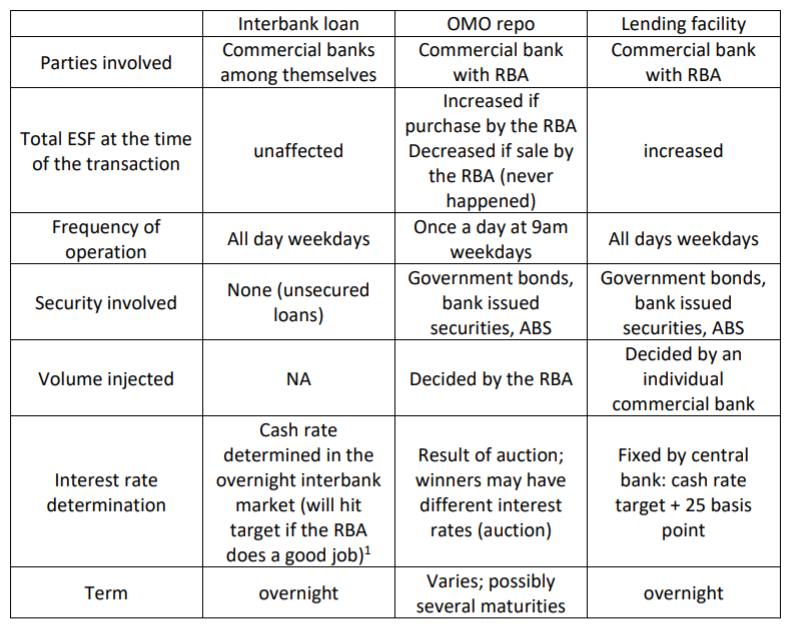 Interbank loan
OMO repo
Lending facility
Parties involved
Commercial banks
among themselves
Commercial bank
with RBA
Commercial bank
with RBA
Total ESF at the time
of the transaction
unaffected
Increased if
purchase by the RBA
Decreased if sale by
the RBA (never
happened)
increased
Frequency of
operation
All day weekdays
Once a day at 9am
weekdays
All days weekdays
Security involved
None (unsecured
loans)
Government bonds,
bank issued
securities, ABS
Government bonds,
bank issued
securities, ABS
Volume injected
NA
Decided by the RBA
Decided by an
individual
commercial bank
Interest rate
determination
Cash rate
determined in the
overnight interbank
market (will hit
target if the RBA
does a good job)¹
Result of auction;
winners may have
different interest
rates (auction)
Fixed by central
bank: cash rate
target + 25 basis
point
Term
overnight
Varies; possibly
several maturities
overnight